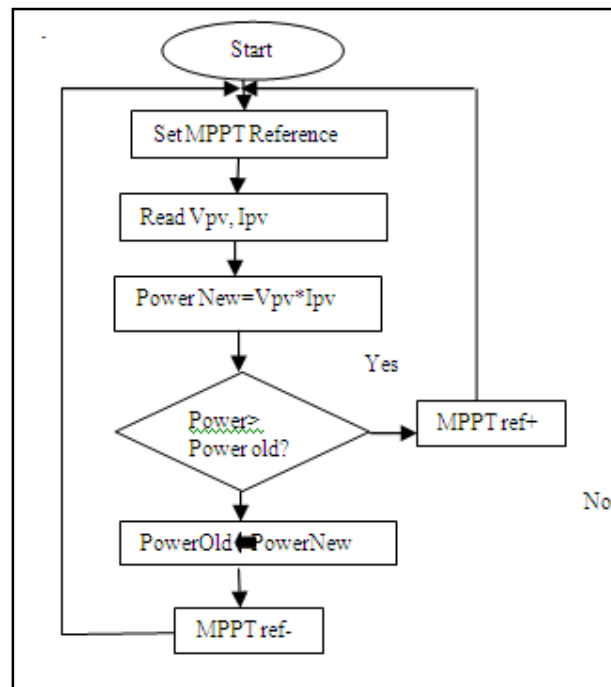 Start
Set MPPT Reference
Read Vpv, Ipv
Power New=Vpv*Ipv
Yes
Power>
Power old?
MPPT ref+
No
PowerOld PowerNew
MPPT ref-